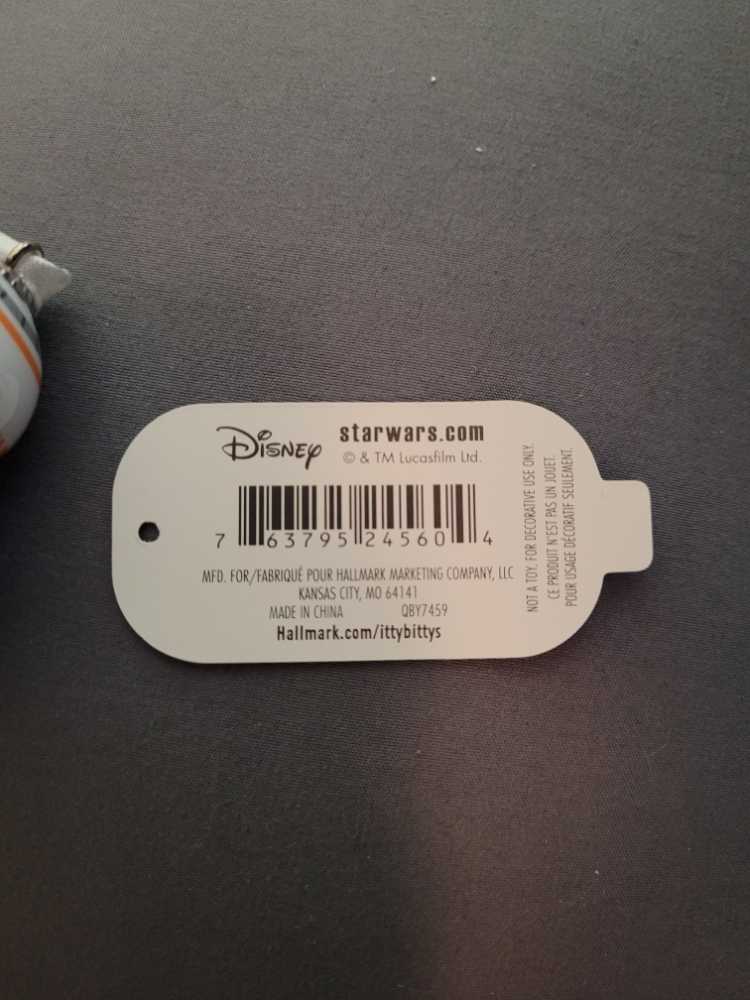 Disney starwars.com
© & TM Lucasfilm Ltd.
7 63795 24560 4
MFD. FOR/FABRIQUÉ POUR HALLMARK MARKETING COMPANY, LLC
KANSAS CITY, MO 64141
MADE IN CHINA QBY7459
Hallmark.com/ittybittys
NOT A TOY. FOR DECORATIVE USE ONLY.
CE PRODUIT N'EST PAS UN JOUET.
POUR USAGE DÉCORATIF SEULEMENT.